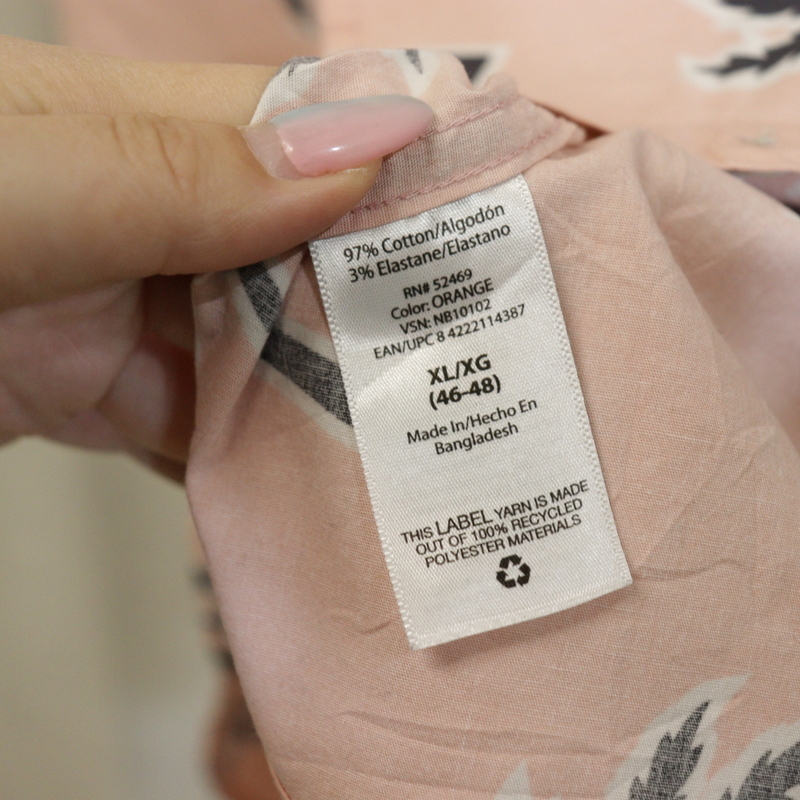 97% Cotton/Algodón
3% Elastane/Elastano
RN# 52469
Color: ORANGE
VSN: NB10102
EAN/UPC 8 4222114387
XL/XG
(46-48)
Made In/Hecho En
Bangladesh
THIS LABEL YARN IS MADE
OUT OF 100% RECYCLED
POLYESTER MATERIALS